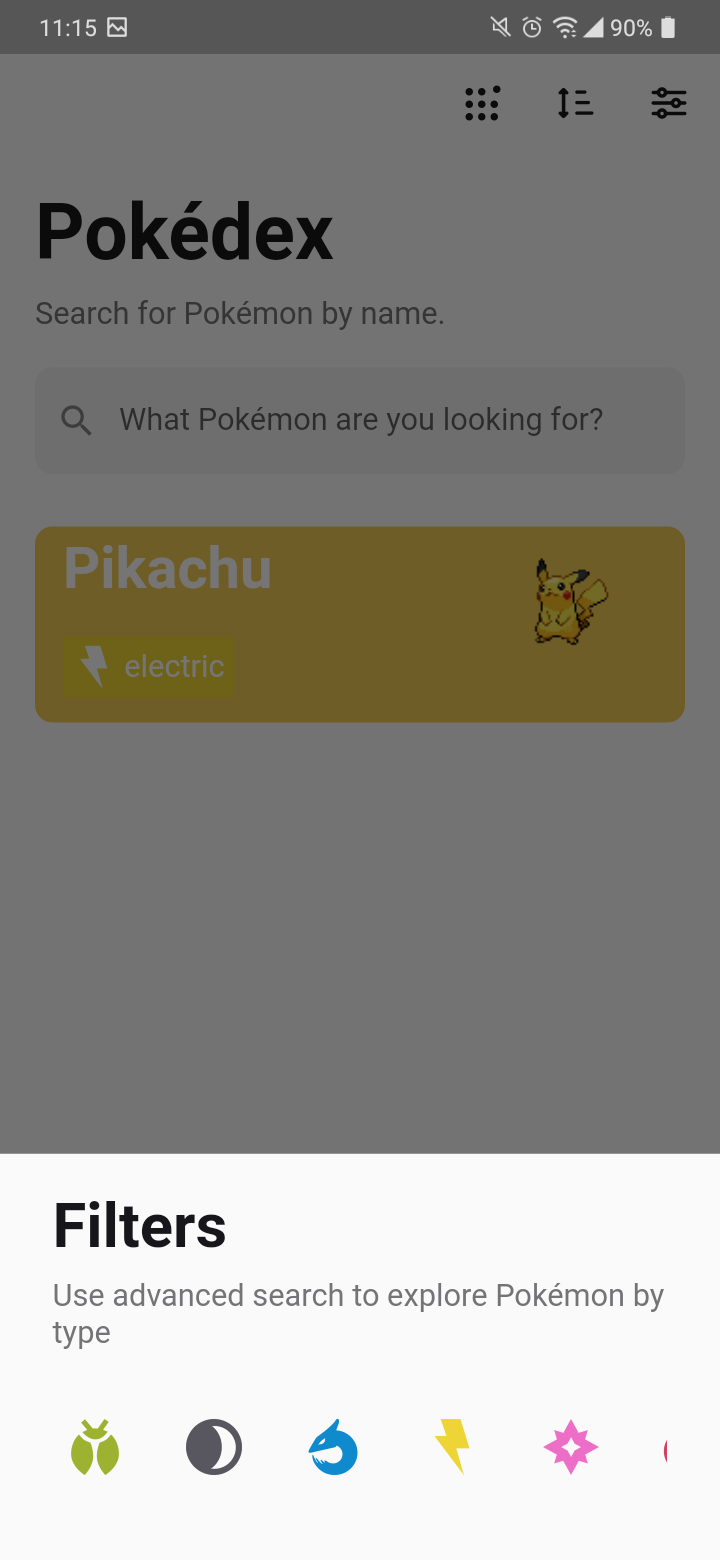 11:15
90%
Pokédex
Search for Pokémon by name.
What Pokémon are you looking for?
Pikachu
electric
Filters
Use advanced search to explore Pokémon by
type